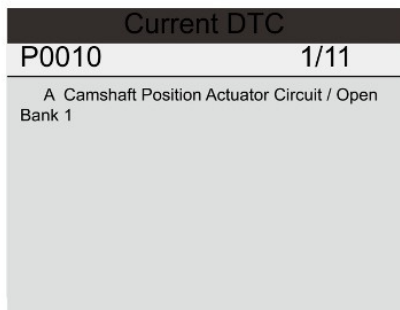 Current DTC
P0010 1/11
A Camshaft Position Actuator Circuit / Open
Bank 1